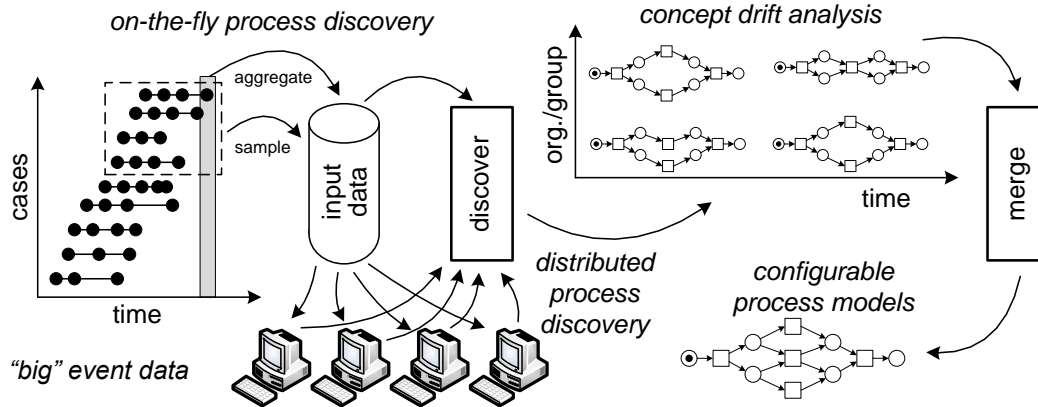 on-the-fly process discovery
concept drift analysis
aggregate
sample
cases
time
input
data
discover
org./group
time
merge
distributed
process
discovery
configurable
process models
"big" event data